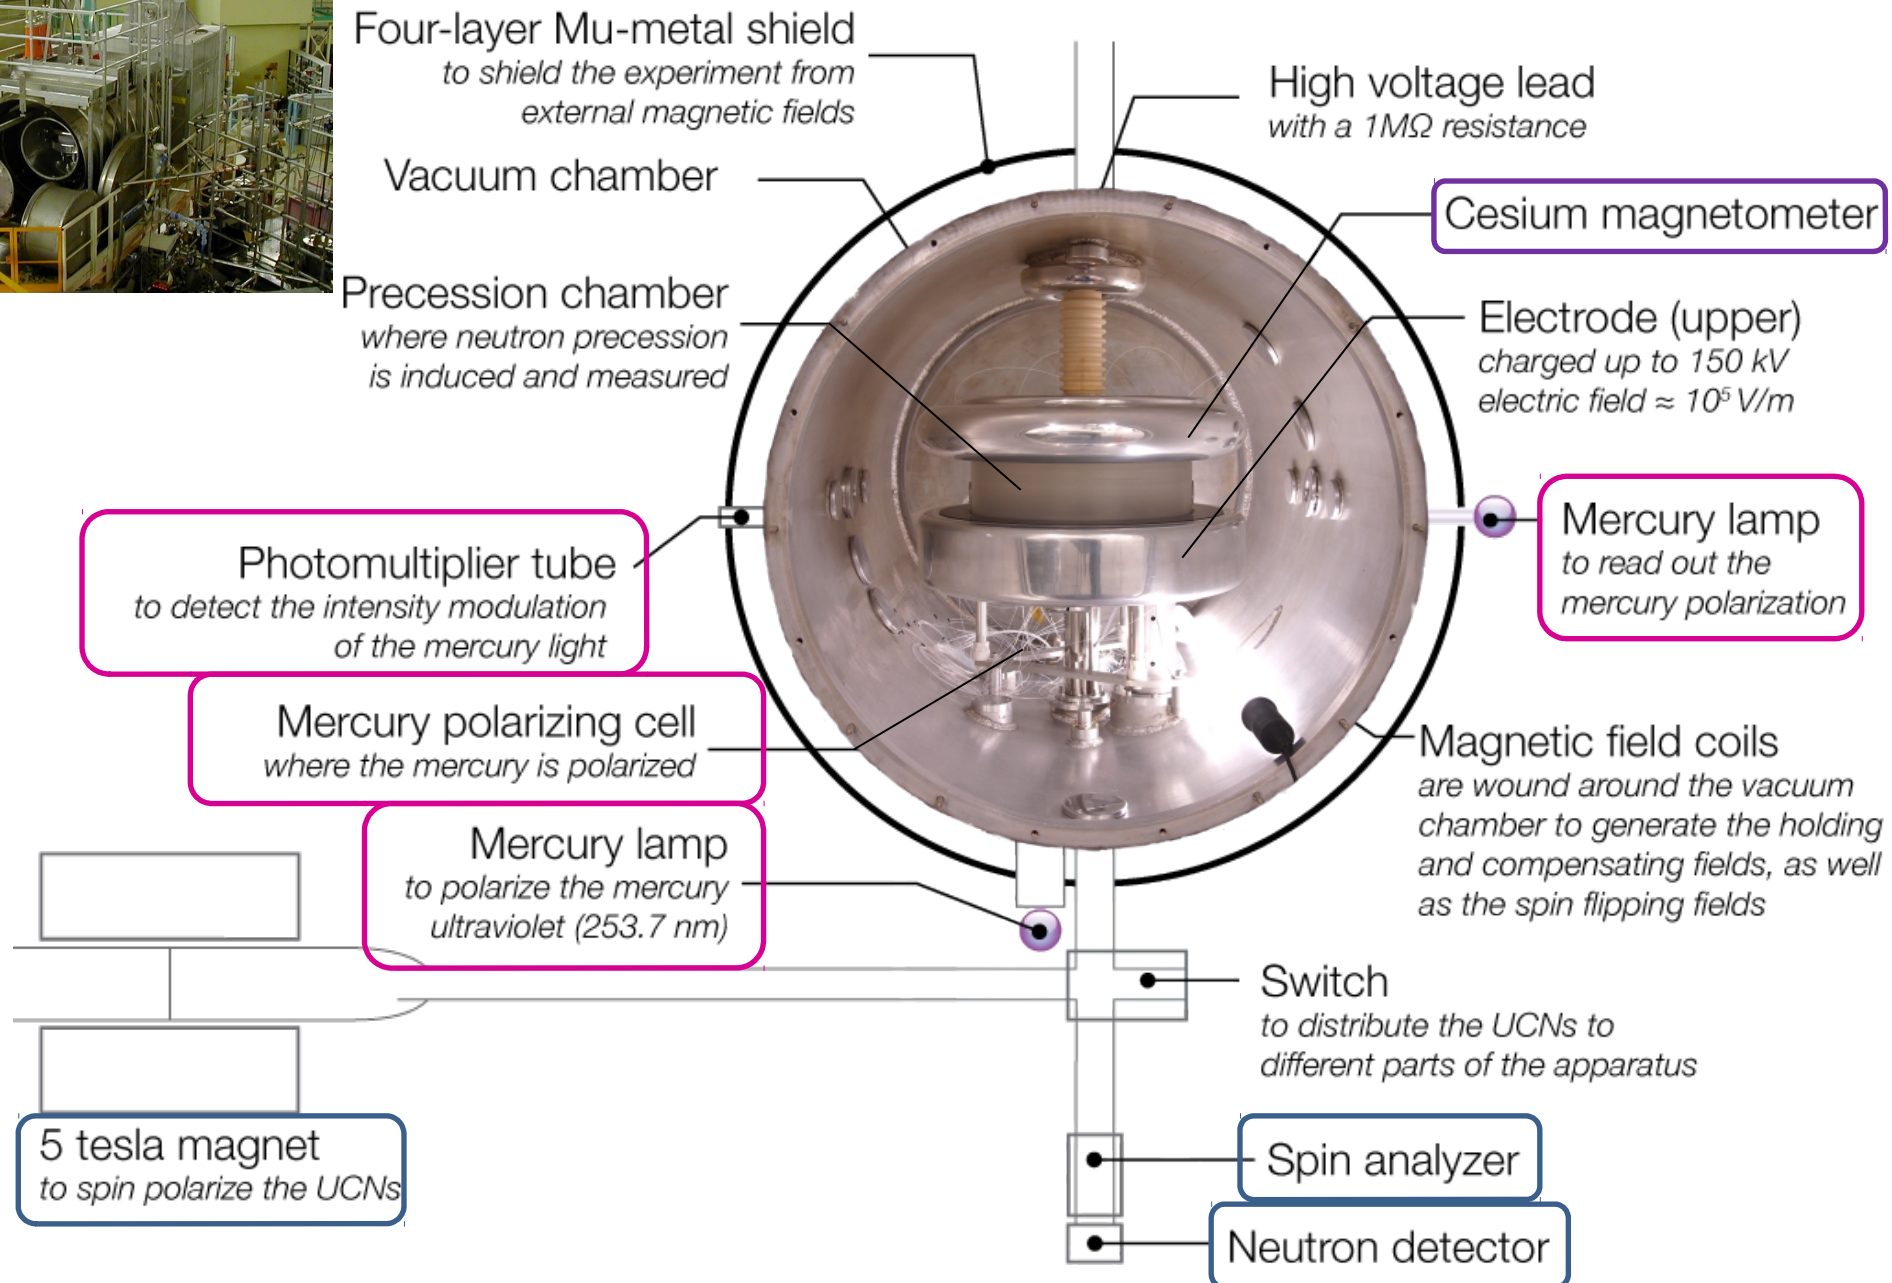 Four-layer Mu-metal shield
to shield the experiment from
external magnetic fields
High voltage lead
with a 1MΩ resistance
Vacuum chamber
Cesium magnetometer
Precession chamber
where neutron precession
is induced and measured
Electrode (upper)
charged up to 150 kV
electric field ≈ 10⁵ V/m
Photomultiplier tube
to detect the intensity modulation
of the mercury light
Mercury lamp
to read out the
mercury polarization
Mercury polarizing cell
where the mercury is polarized
Magnetic field coils
are wound around the vacuum
chamber to generate the holding
and compensating fields, as well
as the spin flipping fields
Mercury lamp
to polarize the mercury
ultraviolet (253.7 nm)
Switch
to distribute the UCNs to
different parts of the apparatus
5 tesla magnet
to spin polarize the UCNs
Spin analyzer
Neutron detector